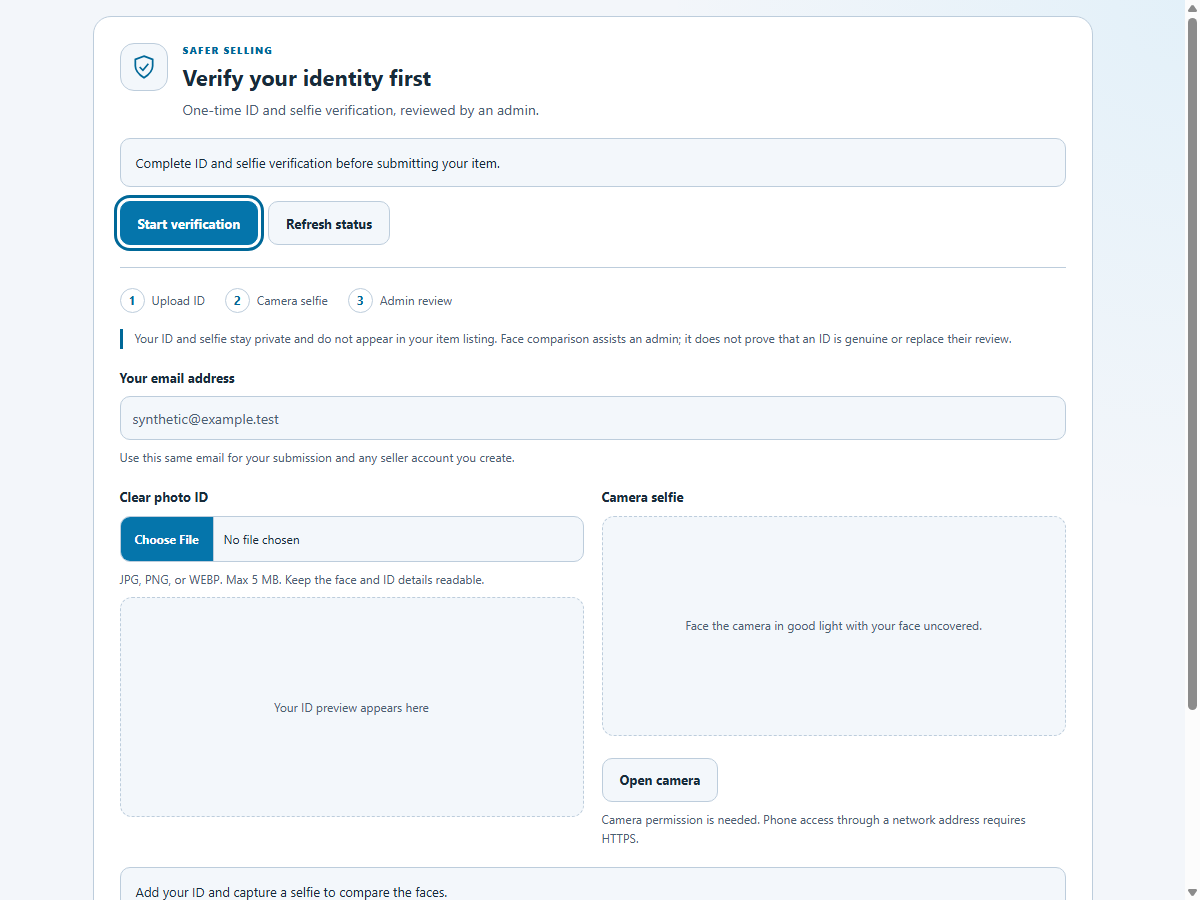 SAFER SELLING
Verify your identity first
One-time ID and selfie verification, reviewed by an admin.
Complete ID and selfie verification before submitting your item.
Start verification
Refresh status
1 Upload ID
2 Camera selfie
3 Admin review
Your ID and selfie stay private and do not appear in your item listing. Face comparison assists an admin; it does not prove that an ID is genuine or replace their review.
Your email address
synthetic@example.test
Use this same email for your submission and any seller account you create.
Clear photo ID
Choose File
No file chosen
JPG, PNG, or WEBP. Max 5 MB. Keep the face and ID details readable.
Your ID preview appears here
Camera selfie
Face the camera in good light with your face uncovered.
Open camera
Camera permission is needed. Phone access through a network address requires
HTTPS.
Add your ID and capture a selfie to compare the faces.